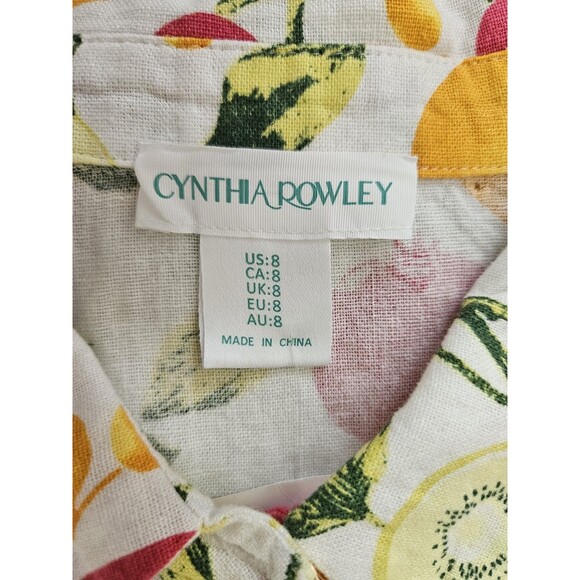 CYNTHIA ROWLEY
US:8
CA:8
UK:8
EU:8
AU:8
MADE IN CHINA